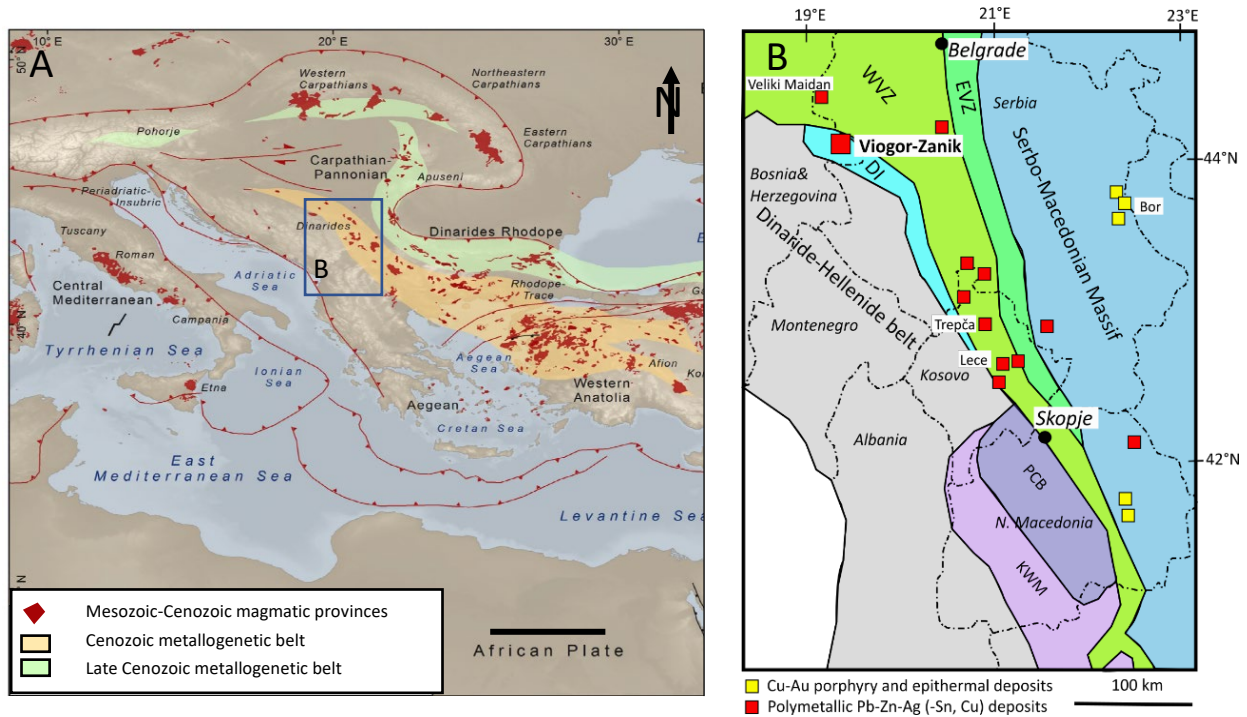 10° E
20° E
30° E
50° N
A
Western
Carpathians
Northeastern
Carpathians
N
Pohorje
Eastern
Carpathians
Carpathian-
Pannonian
Apuseni
Periadriatic-
Insubric
Tuscany
Dinarides
Dinarides Rhodope
Roman
B
Adriatic
Sea
Central
Mediterranean
Rhodope-
Trace
40° N
Campania
Tyrrhenian Sea
Aegean
Sea
Afion
Ionian
Sea
Etna
Western
Anatolia
Aegean
Cretan Sea
East
Mediterranean Sea
Levantine Sea
African Plate
Mesozoic-Cenozoic magmatic provinces
Cenozoic metallogenetic belt
Late Cenozoic metallogenetic belt
19°E
21°E
23°E
B
Belgrade
WVZ
EVZ
Veliki Maidan
Serbia
Viogor-Zanik
44°N
DI
Bosnia&
Herzegovina
Serbo-Macedonian Massif
Bor
Dinaride-Hellenide belt
Montenegro
Trepča
Lece
Kosovo
Skopje
Albania
42°N
PCB
N. Macedonia
KWM
Cu-Au porphyry and epithermal deposits
100 km
Polymetallic Pb-Zn-Ag (-Sn, Cu) deposits